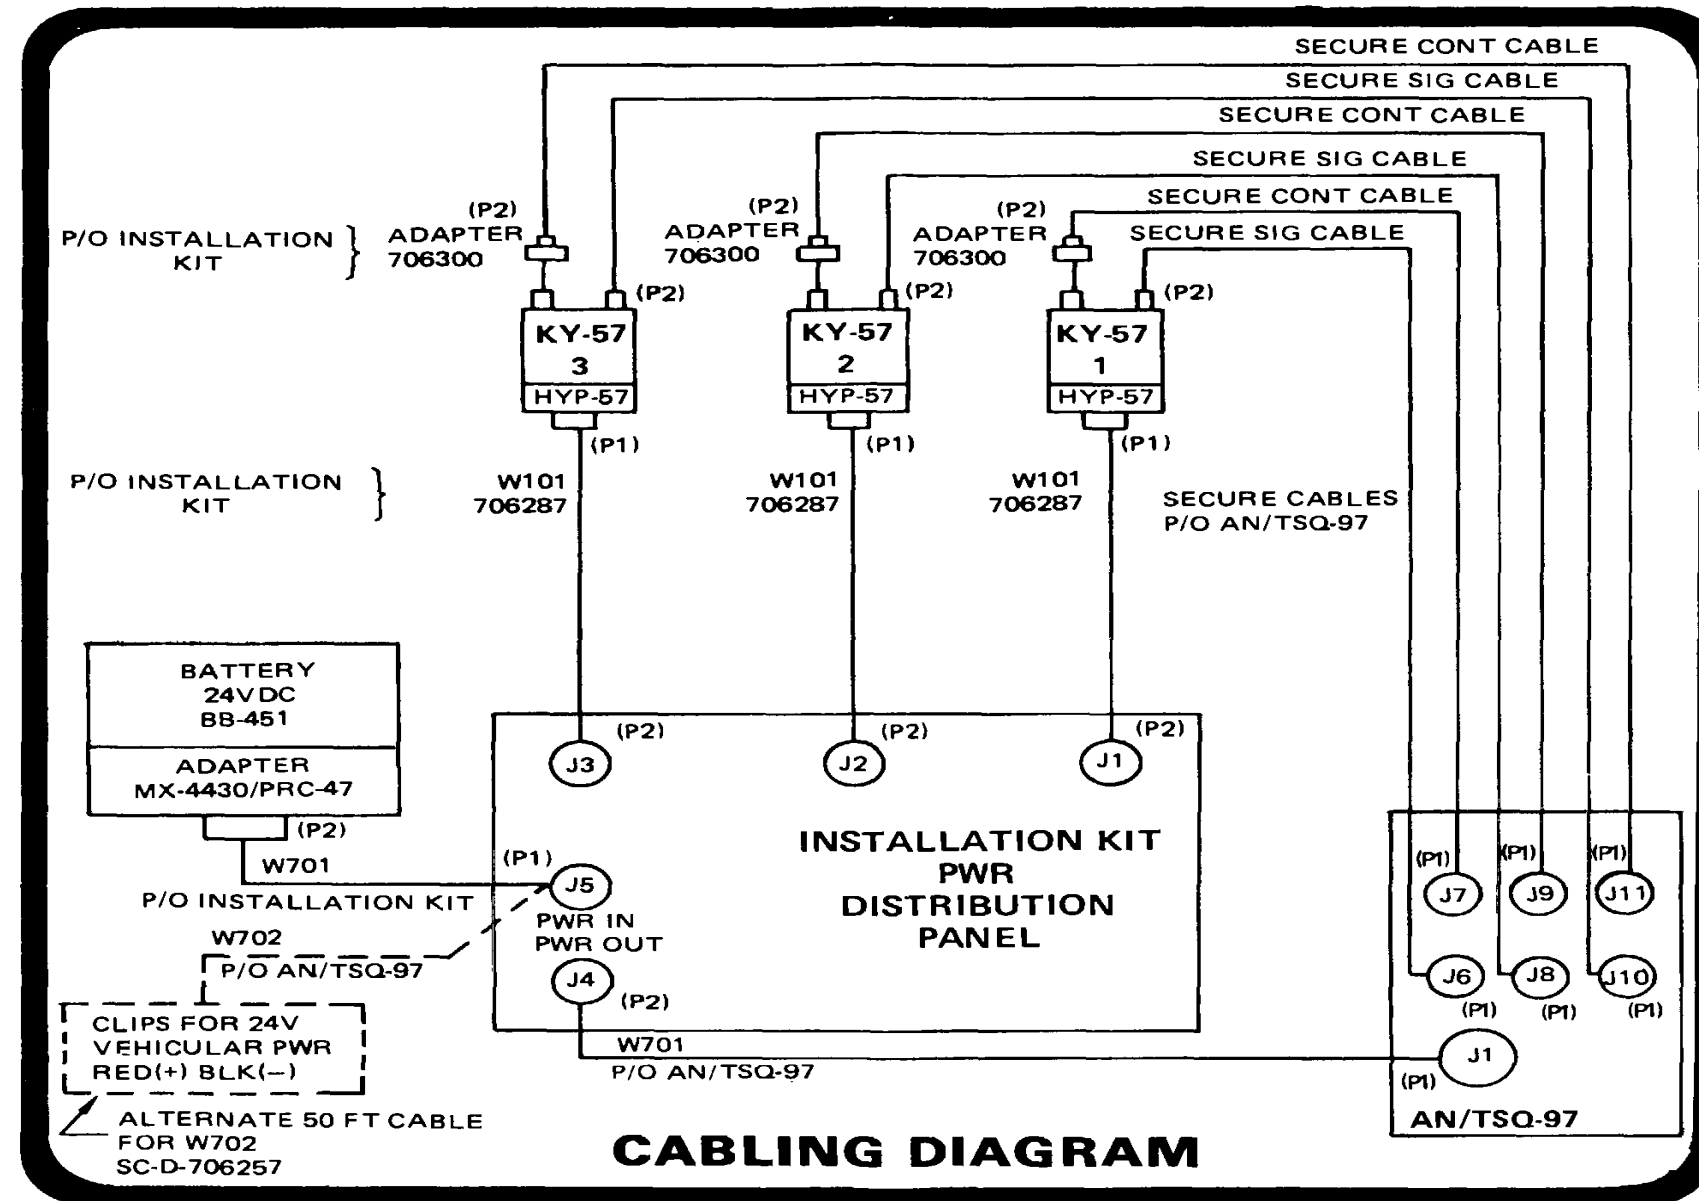 SECURE CONT CABLE
SECURE SIG CABLE
SECURE CONT CABLE
SECURE SIG CABLE
SECURE CONT CABLE
SECURE SIG CABLE
P/O INSTALLATION
KIT
(P2)
ADAPTER
706300
(P2)
ADAPTER
706300
(P2)
ADAPTER
706300
(P2)
(P2)
(P2)
KY-57
3
HYP-57
KY-57
2
HYP-57
KY-57
1
HYP-57
(P1)
(P1)
(P1)
P/O INSTALLATION
KIT
W101
706287
W101
706287
W101
706287
SECURE CABLES
P/O AN/TSQ-97
BATTERY
24VDC
BB-451
ADAPTER
MX-4430/PRC-47
(P2)
W701
P/O INSTALLATION KIT
(P2)
J3
(P2)
J2
(P2)
J1
INSTALLATION KIT
PWR
DISTRIBUTION
PANEL
(P1)
J5
PWR IN
PWR OUT
J4
(P2)
W702
P/O AN/TSQ-97
CLIPS FOR 24V
VEHICULAR PWR
RED(+) BLK(−)
ALTERNATE 50 FT CABLE
FOR W702
SC-D-706257
W701
P/O AN/TSQ-97
(P1)
(P1)
(P1)
J7
J9
J11
J6
J8
J10
(P1)
(P1)
(P1)
J1
(P1)
AN/TSQ-97
CABLING DIAGRAM